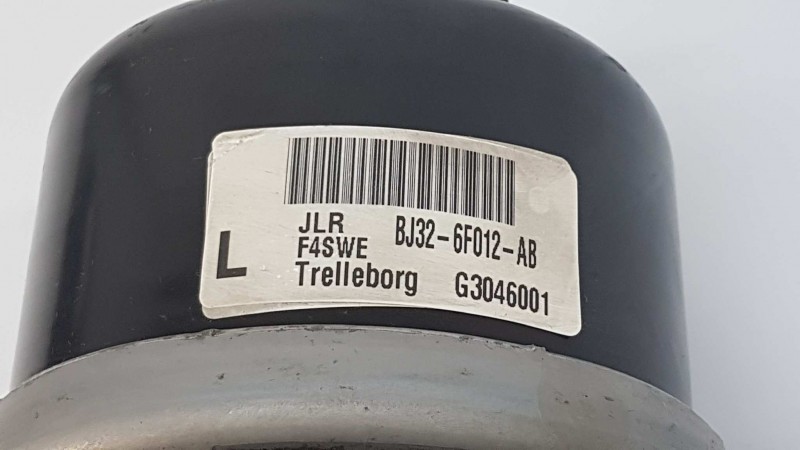 JLR BJ32-6F012-AB
F4SWE
L
Trelleborg G3046001